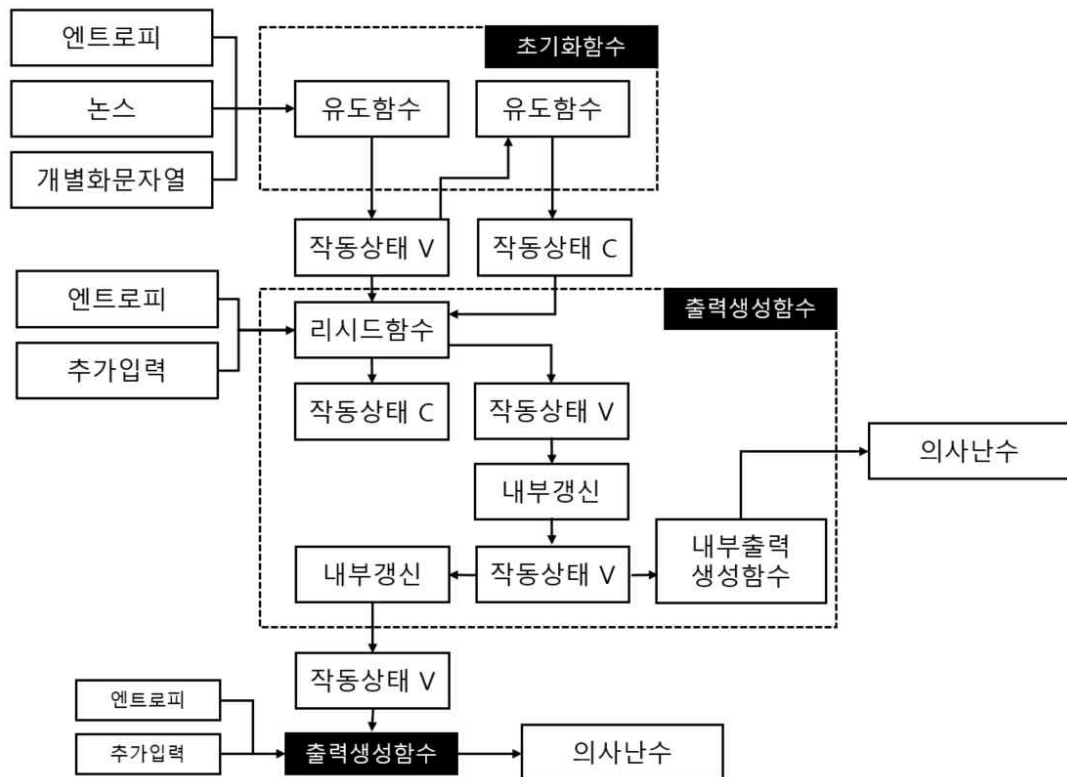 엔트로피
초기화함수
논스
유도함수
유도함수
개별화문자열
작동상태 V
작동상태 C
엔트로피
출력생성함수
리시드함수
추가입력
작동상태 C
작동상태 V
의사난수
내부갱신
내부갱신
작동상태 V
내부출력
생성함수
작동상태 V
엔트로피
추가입력
출력생성함수
의사난수